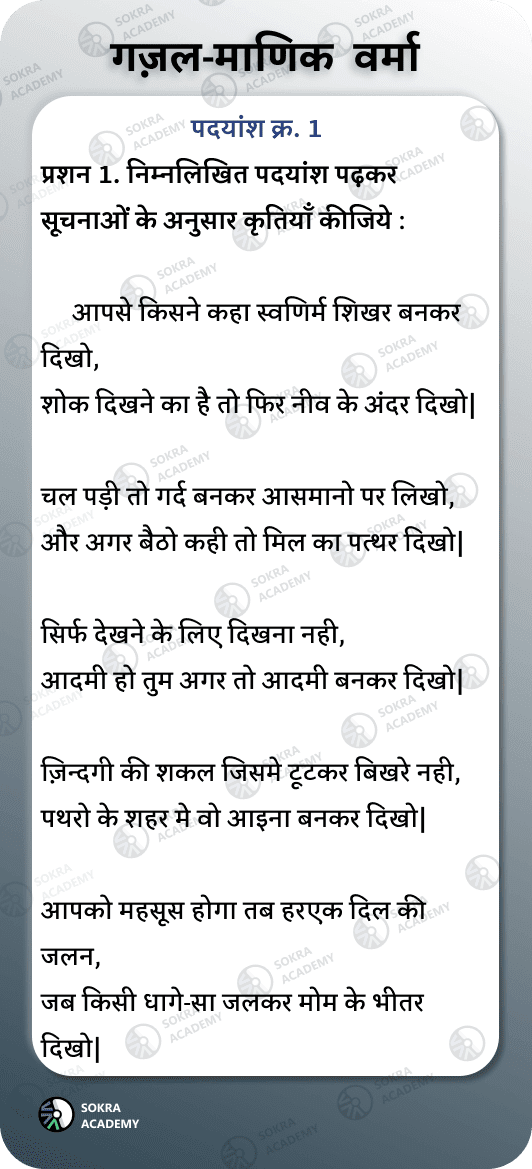 गज़ल-माणिक वर्मा
पदयांश क्र. 1
प्रशन 1. निम्नलिखित पदयांश पढ़कर
सूचनाओं के अनुसार कृतियाँ कीजिये :
आपसे किसने कहा स्वणिर्म शिखर बनकर
दिखो,
शोक दिखने का है तो फिर नीव के अंदर दिखो|
चल पड़ी तो गर्द बनकर आसमानो पर लिखो,
और अगर बैठो कही तो मिल का पत्थर दिखो|
सिर्फ देखने के लिए दिखना नही,
आदमी हो तुम अगर तो आदमी बनकर दिखो|
ज़िन्दगी की शकल जिसमे टूटकर बिखरे नही,
पथरो के शहर मे वो आइना बनकर दिखो|
आपको महसूस होगा तब हरएक दिल की
जलन,
जब किसी धागे-सा जलकर मोम के भीतर
दिखो|
SOKRA
ACADEMY